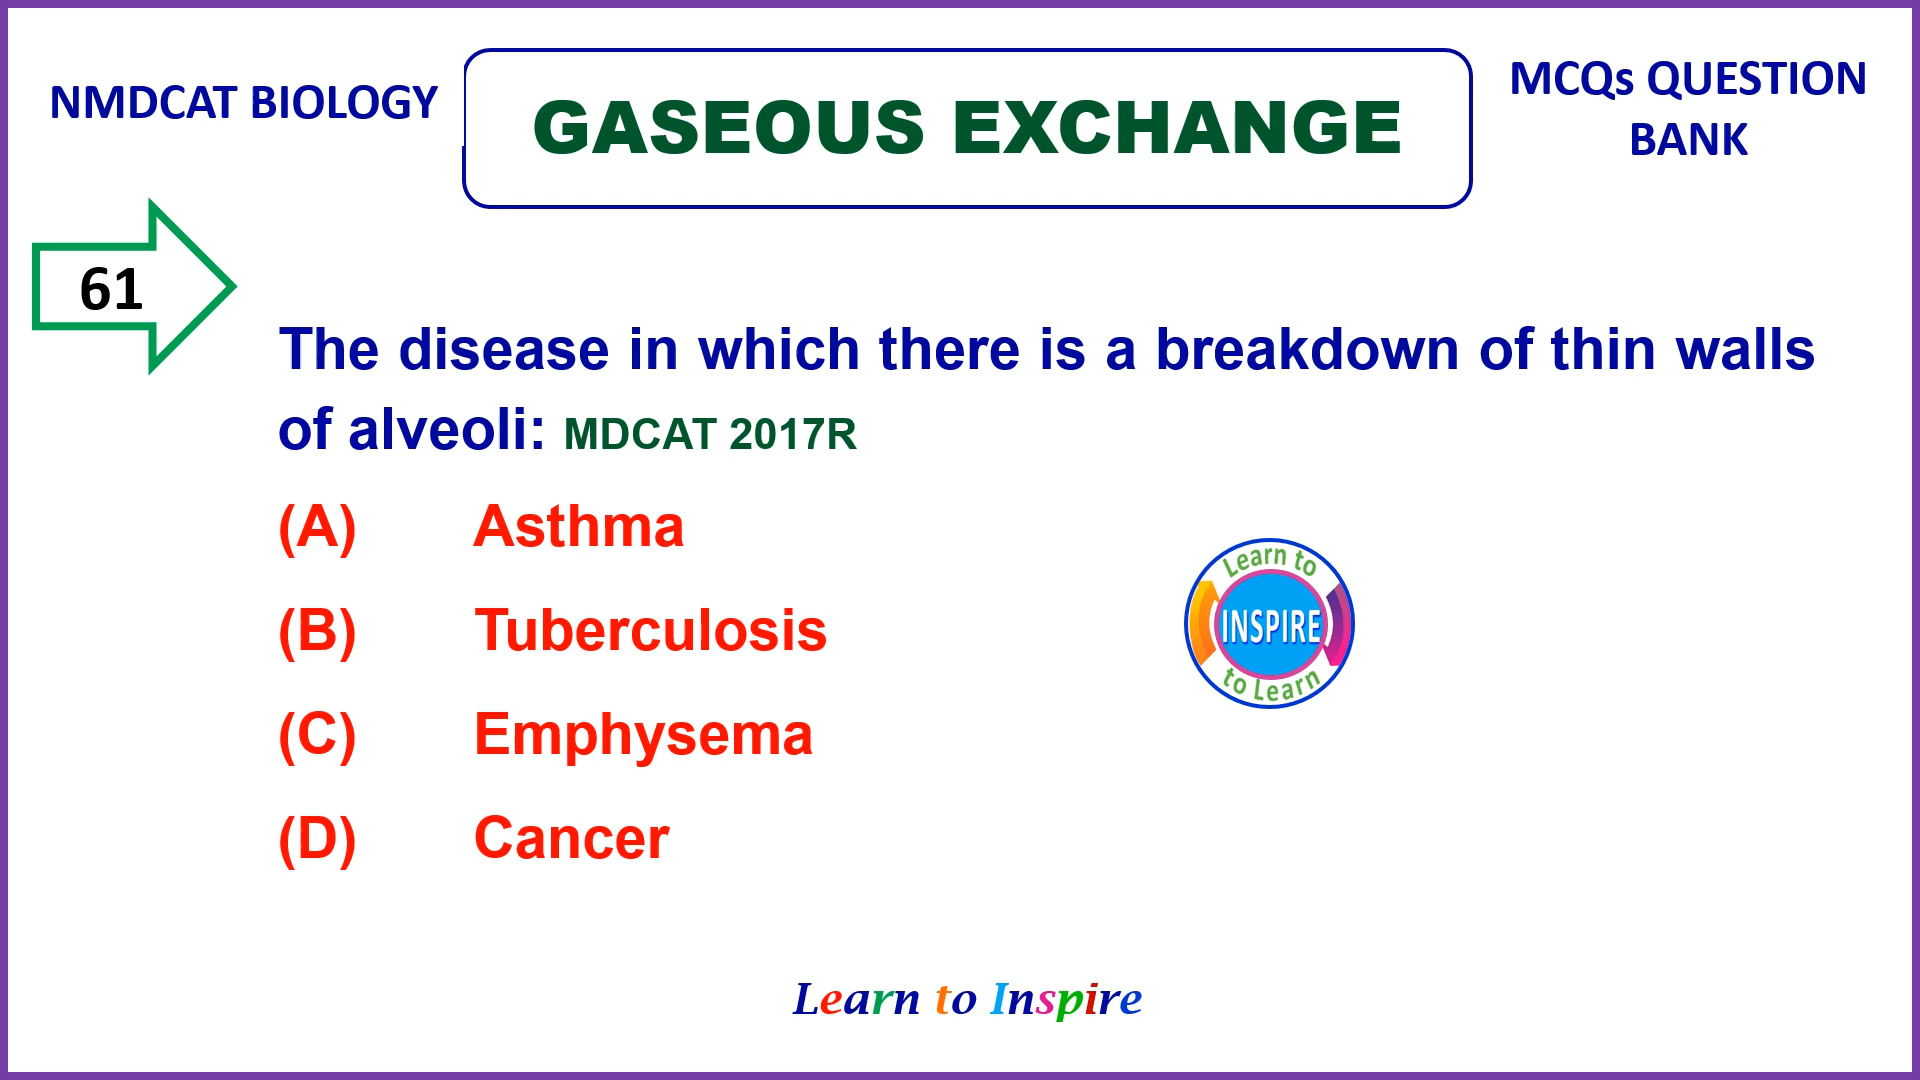 NMDCAT BIOLOGY
GASEOUS EXCHANGE
MCQs QUESTION
BANK
61
The disease in which there is a breakdown of thin walls
of alveoli: MDCAT 2017R
(A) Asthma
(B) Tuberculosis
(C) Emphysema
(D) Cancer
Learn to
INSPIRE
to Learn
Learn to Inspire